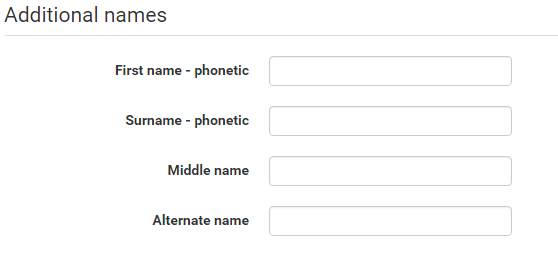 Additional names
First name - phonetic
Surname - phonetic
Middle name
Alternate name